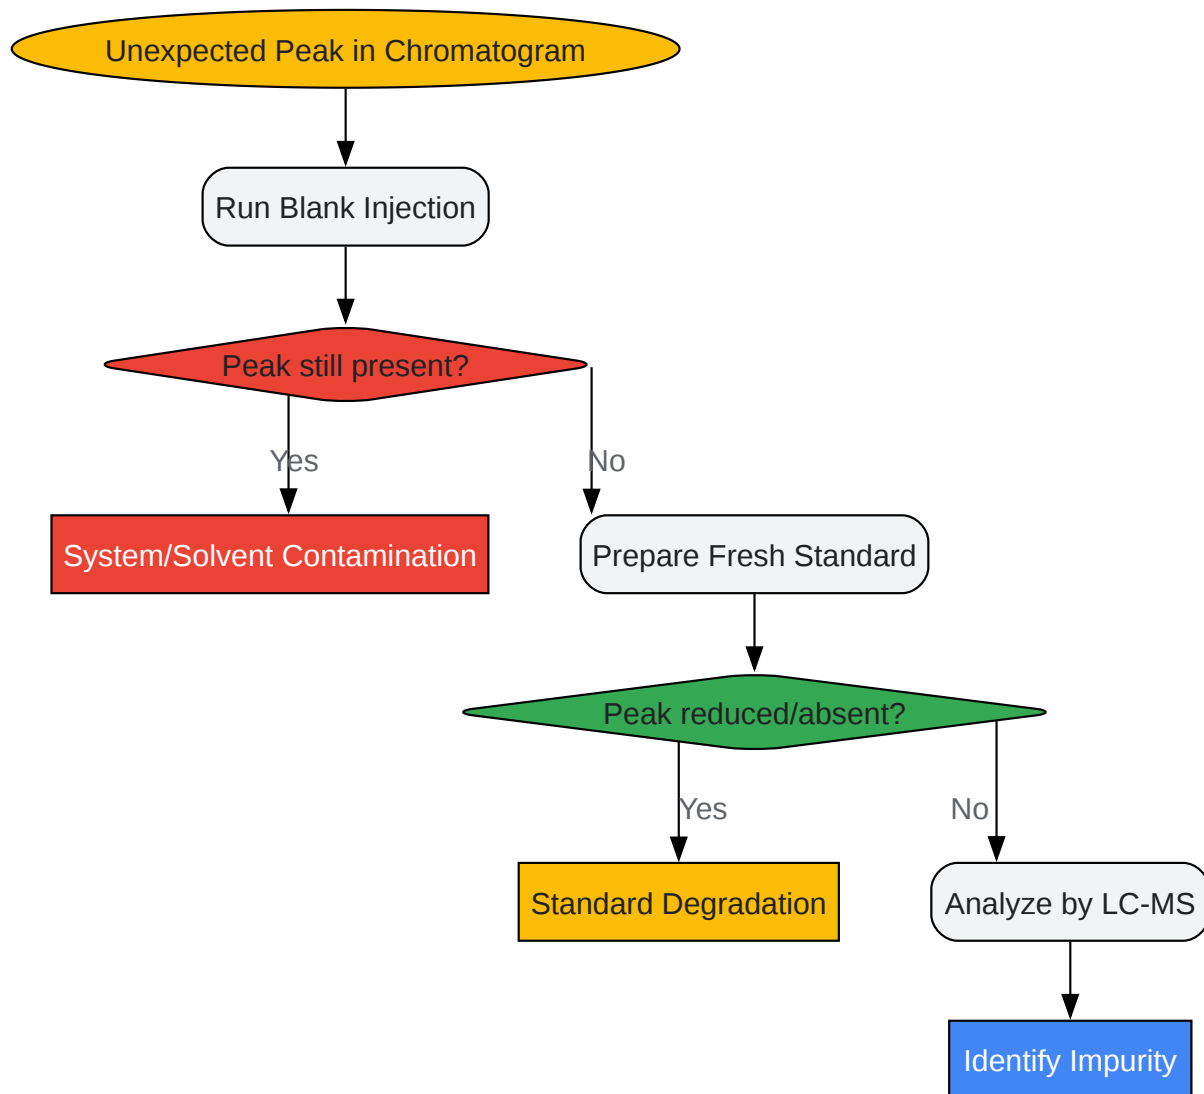 Unexpected Peak in Chromatogram
Run Blank Injection
Peak still present?
Yes
No
System/Solvent Contamination
Prepare Fresh Standard
Peak reduced/absent?
Yes
No
Standard Degradation
Analyze by LC-MS
Identify Impurity